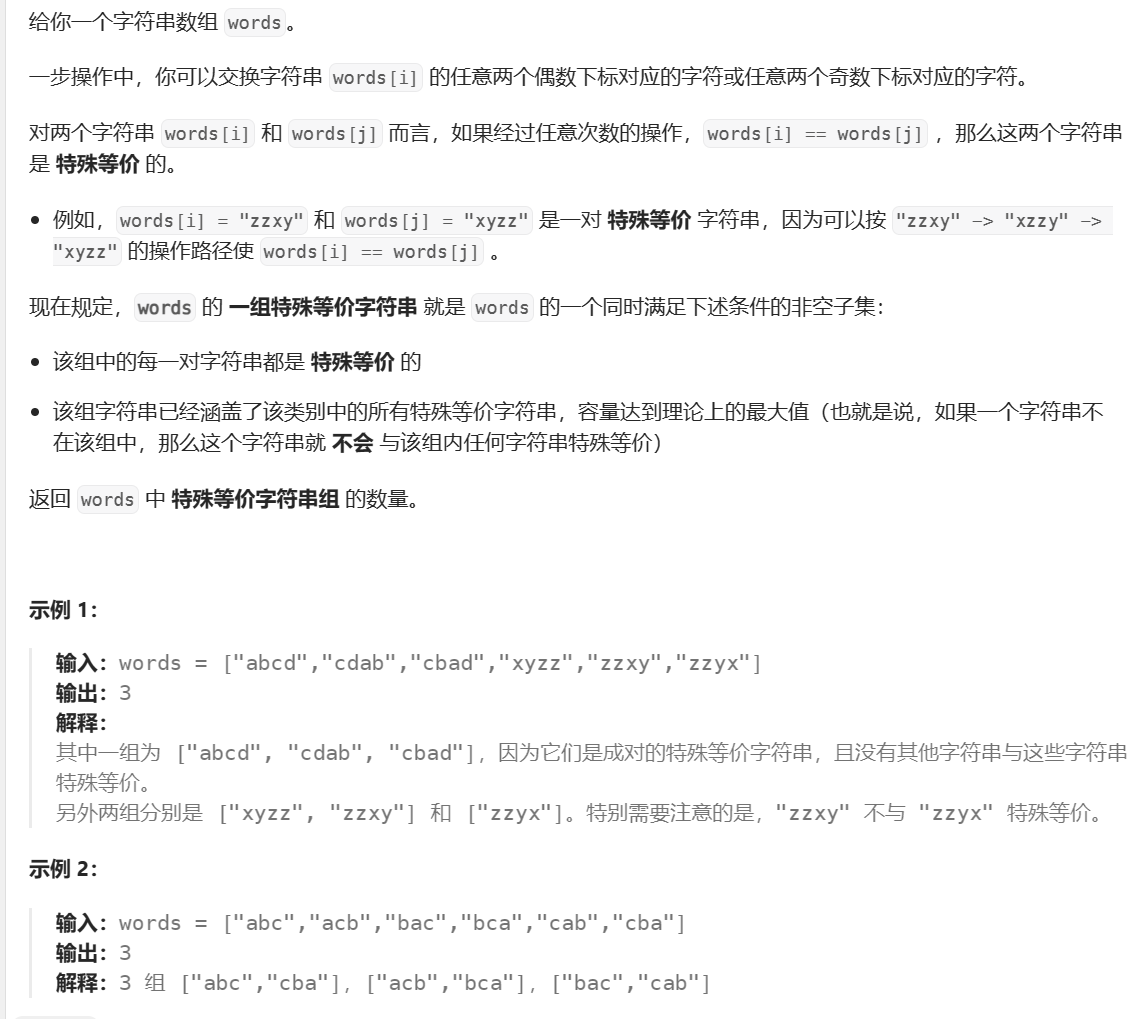 给你一个字符串数组 words。
一步操作中，你可以交换字符串 words[i] 的任意两个偶数下标对应的字符或任意两个奇数下标对应的字符。
对两个字符串 words[i] 和 words[j] 而言，如果经过任意次数的操作，words[i] == words[j] ，那么这两个字符串
是 特殊等价 的。
• 例如，words[i] = "zzxy" 和 words[j] = "xyzz" 是一对 特殊等价 字符串，因为可以按 "zzxy" -> "xzzy" ->
"xyzz" 的操作路径使 words[i] == words[j] 。
现在规定，words 的 一组特殊等价字符串 就是 words 的一个同时满足下述条件的非空子集：
• 该组中的每一对字符串都是 特殊等价 的
• 该组字符串已经涵盖了该类别中的所有特殊等价字符串，容量达到理论上的最大值（也就是说，如果一个字符串不
在该组中，那么这个字符串就 不会 与该组内任何字符串特殊等价）
返回 words 中 特殊等价字符串组 的数量。
示例 1：
输入：words = ["abcd","cdab","cbad","xyzz","zzxy","zzyx"]
输出：3
解释：
其中一组为 ["abcd", "cdab", "cbad"]，因为它们是成对的特殊等价字符串，且没有其他字符串与这些字符串
特殊等价。
另外两组分别是 ["xyzz", "zzxy"] 和 ["zzyx"]。特别需要注意的是，"zzxy" 不与 "zzyx" 特殊等价。
示例 2：
输入：words = ["abc","acb","bac","bca","cab","cba"]
输出：3
解释：3 组 ["abc","cba"]，["acb","bca"]，["bac","cab"]